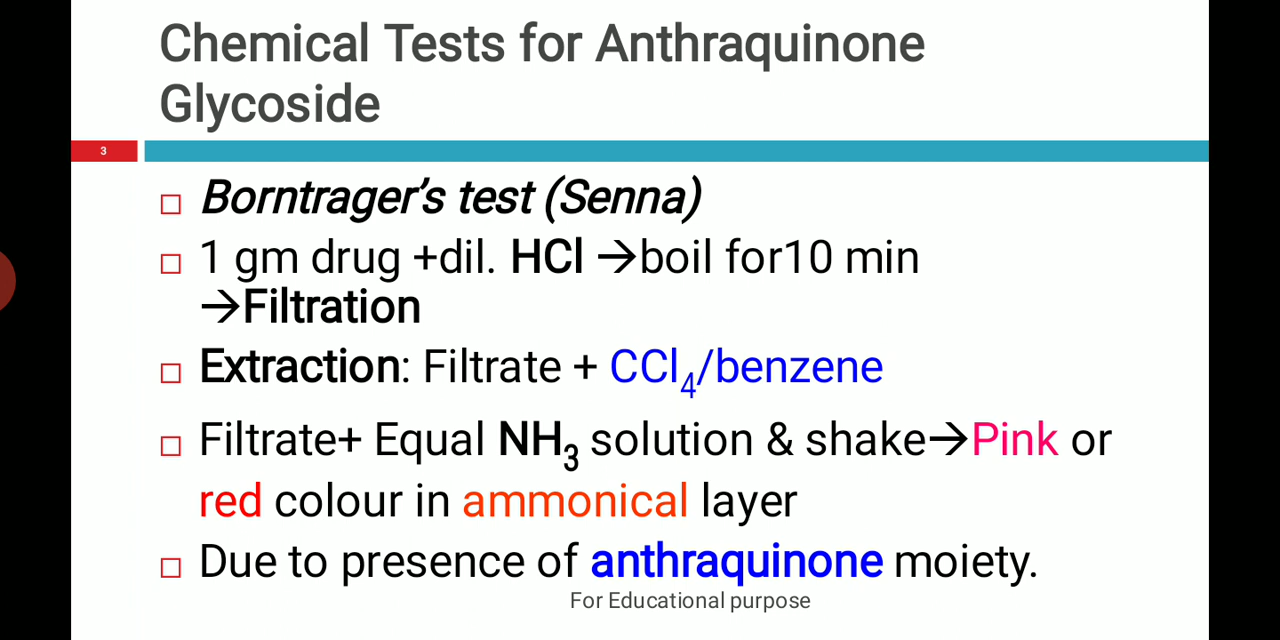 Chemical Tests for Anthraquinone
Glycoside
3
Borntrager's test (Senna)
1 gm drug +dil. HCl →boil for10 min
→Filtration
Extraction: Filtrate + CCl4/benzene
Filtrate+ Equal NH3 solution & shake→Pink or
red colour in ammonical layer
Due to presence of anthraquinone moiety.
For Educational purpose